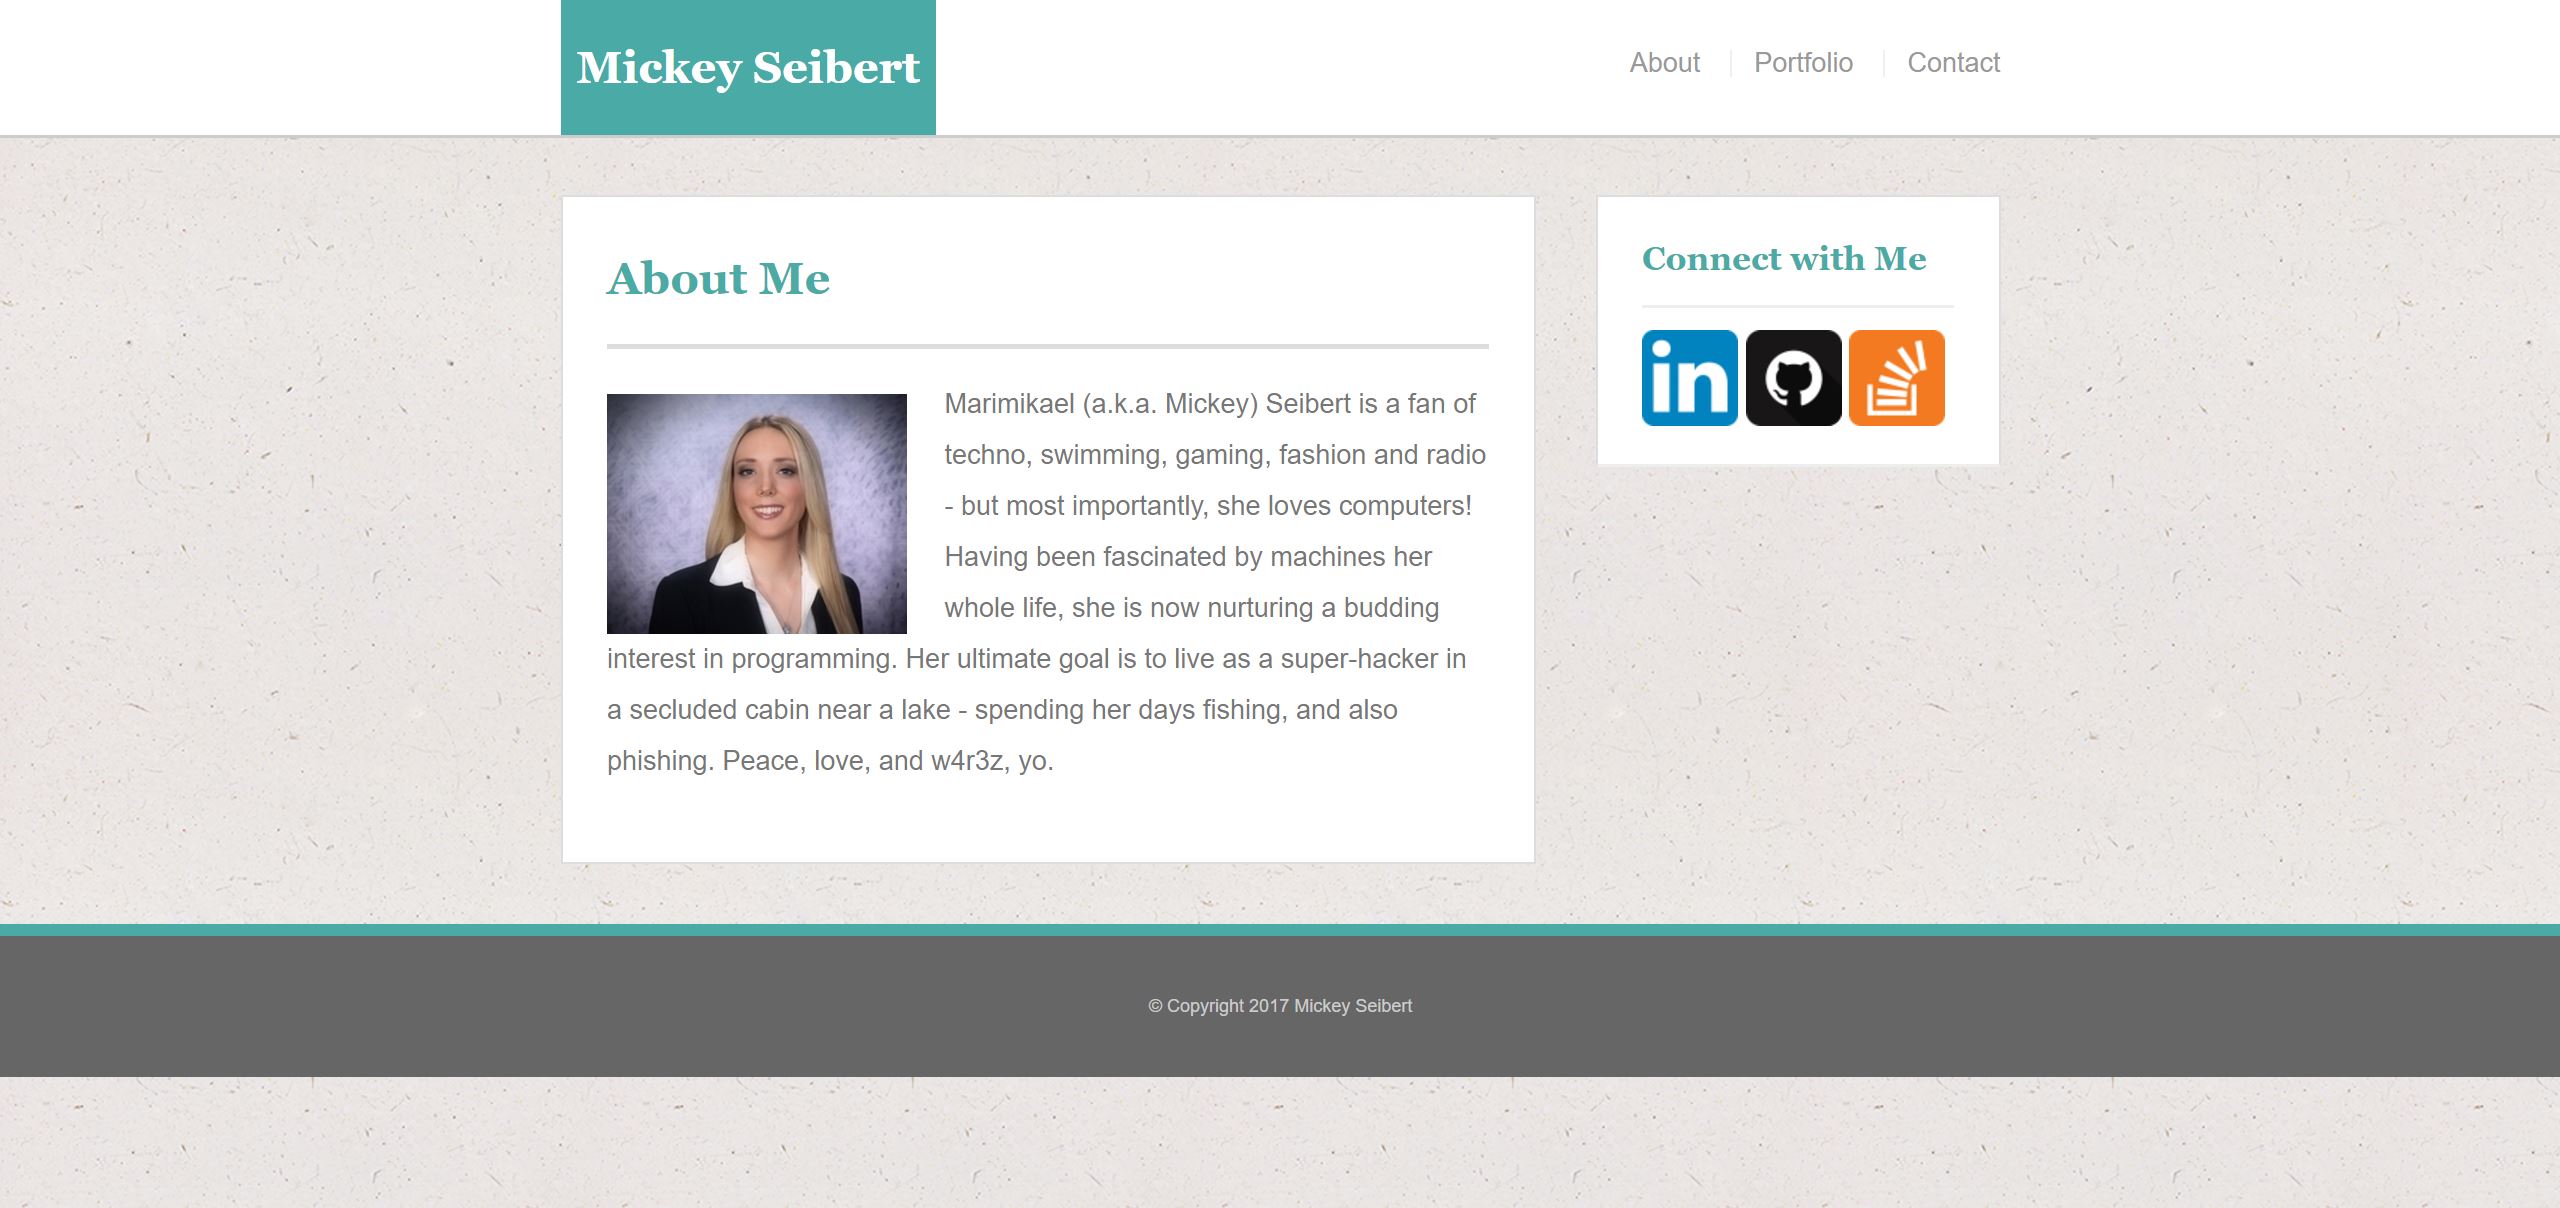 Mickey Seibert
About
Portfolio
Contact
About Me
Marimikael (a.k.a. Mickey) Seibert is a fan of
techno, swimming, gaming, fashion and radio
- but most importantly, she loves computers!
Having been fascinated by machines her
whole life, she is now nurturing a budding
interest in programming. Her ultimate goal is to live as a super-hacker in
a secluded cabin near a lake - spending her days fishing, and also
phishing. Peace, love, and w4r3z, yo.
Connect with Me
in
© Copyright 2017 Mickey Seibert